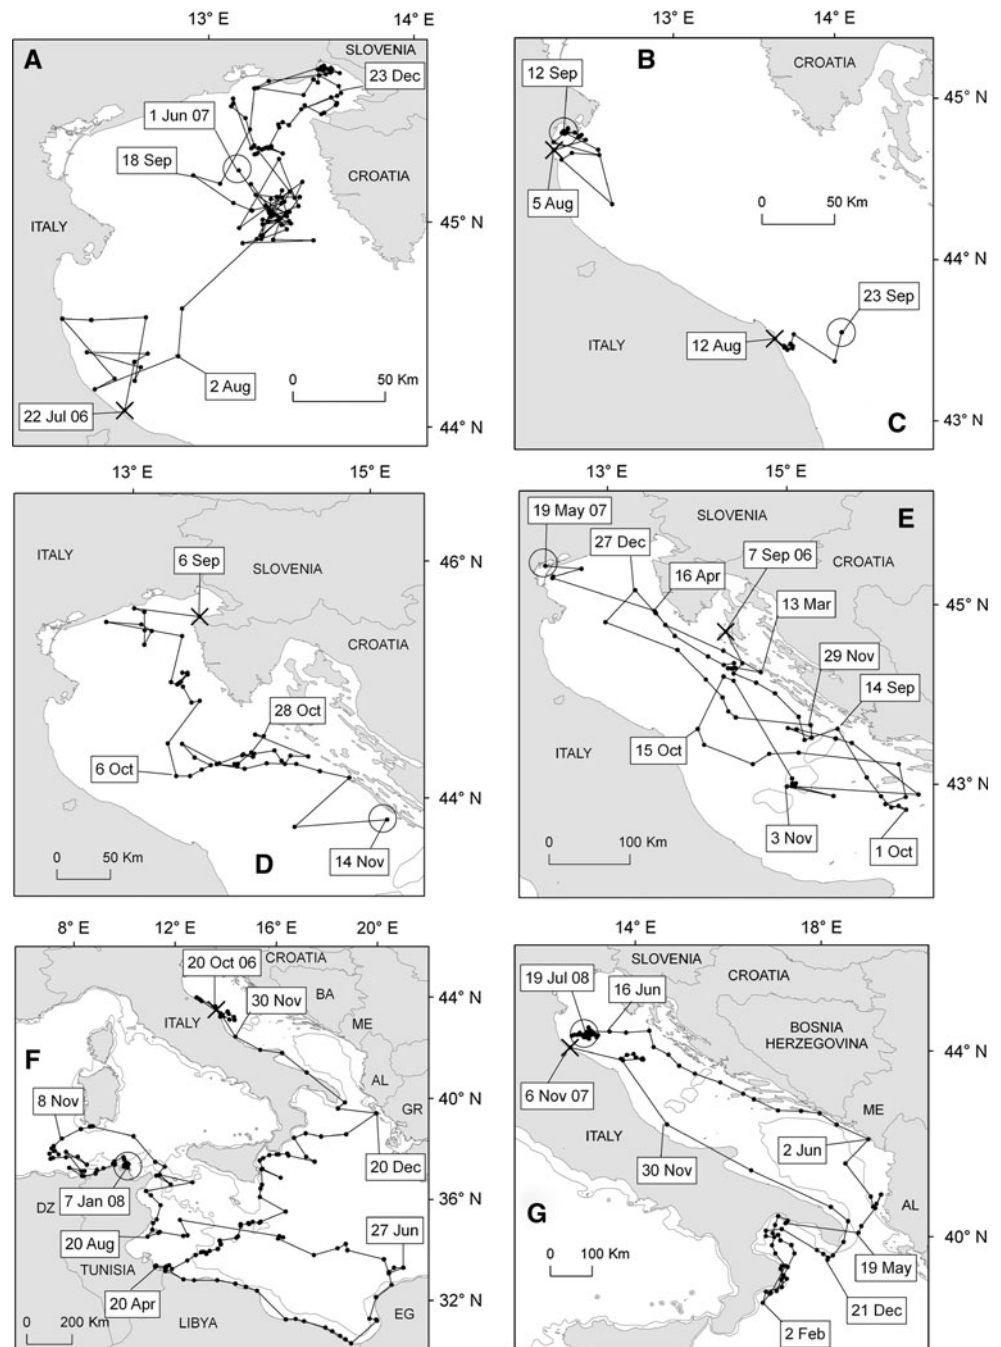 13° E
14° E
A
SLOVENIA
23 Dec
1 Jun 07
18 Sep
CROATIA
ITALY
45° N
2 Aug
0
50 Km
22 Jul 06
44° N
13° E
14° E
B
CROATIA
12 Sep
45° N
5 Aug
0
50 Km
44° N
23 Sep
12 Aug
ITALY
C
43° N
13° E
15° E
ITALY
6 Sep
SLOVENIA
46° N
CROATIA
28 Oct
6 Oct
44° N
0
50 Km
D
14 Nov
13° E
15° E
19 May 07
SLOVENIA
E
27 Dec
7 Sep 06
CROATIA
16 Apr
13 Mar
45° N
29 Nov
14 Sep
ITALY
15 Oct
43° N
3 Nov
1 Oct
0
100 Km
8° E
12° E
16° E
20° E
20 Oct 06
CROATIA
BA
30 Nov
44° N
ITALY
ME
F
AL
8 Nov
40° N
GR
20 Dec
7 Jan 08
DZ
36° N
27 Jun
20 Aug
TUNISIA
20 Apr
32° N
EG
LIBYA
0
200 Km
14° E
18° E
SLOVENIA
CROATIA
19 Jul 08
16 Jun
BOSNIA
HERZEGOVINA
44° N
6 Nov 07
ME
ITALY
2 Jun
30 Nov
AL
G
40° N
0
100 Km
19 May
21 Dec
2 Feb